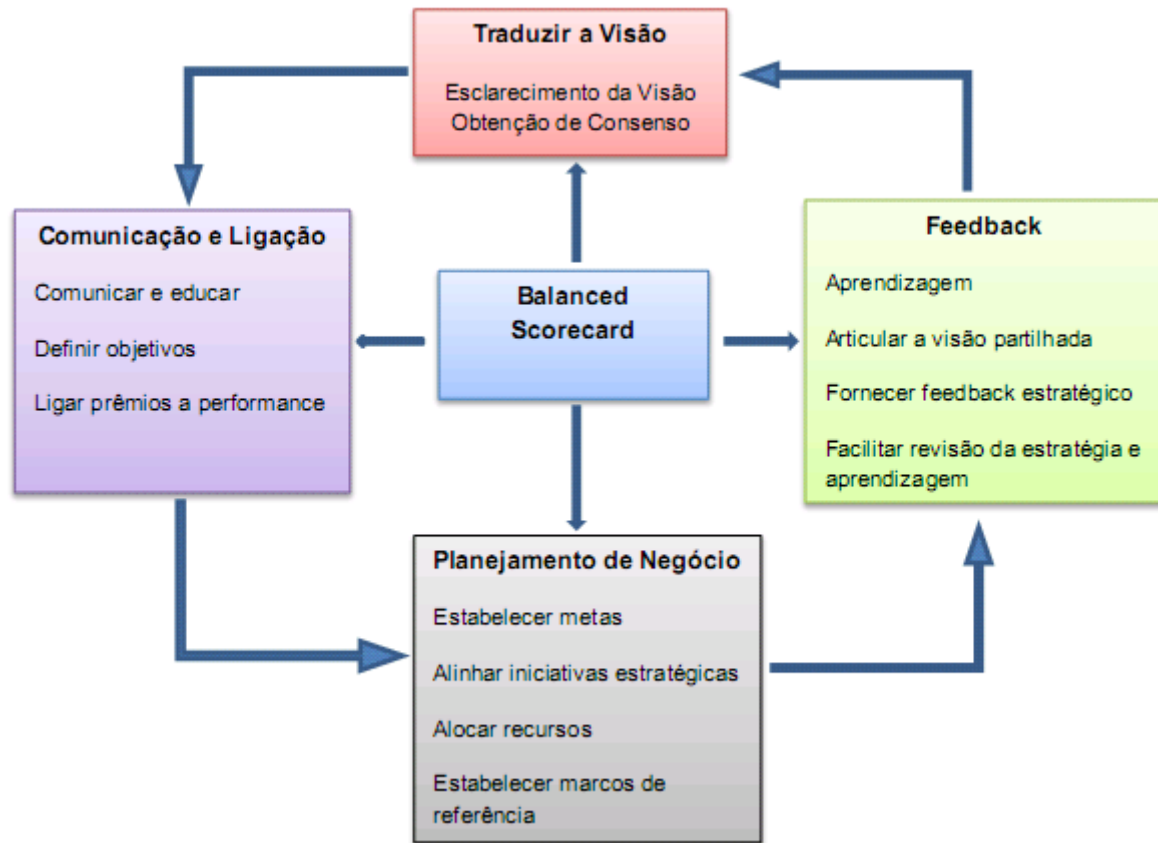 Traduzir a Visão
Esclarecimento da Visão
Obtenção de Consenso
Comunicação e Ligação
Comunicar e educar
Definir objetivos
Ligar prêmios a performance
Balanced
Scorecard
Feedback
Aprendizagem
Articular a visão partilhada
Fornecer feedback estratégico
Facilitar revisão da estratégia e
aprendizagem
Planejamento de Negócio
Estabelecer metas
Alinhar iniciativas estratégicas
Alocar recursos
Estabelecer marcos de
referência